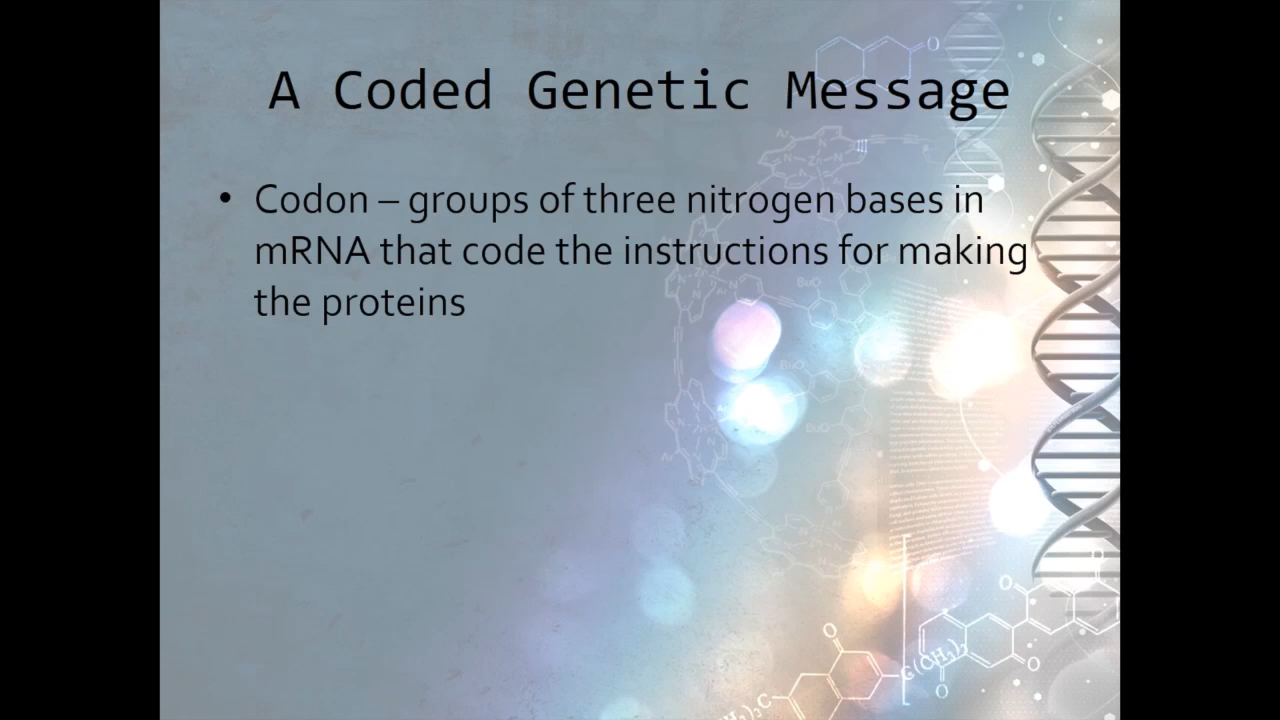 A Coded Genetic Message
• Codon – groups of three nitrogen bases in
mRNA that code the instructions for making
the proteins